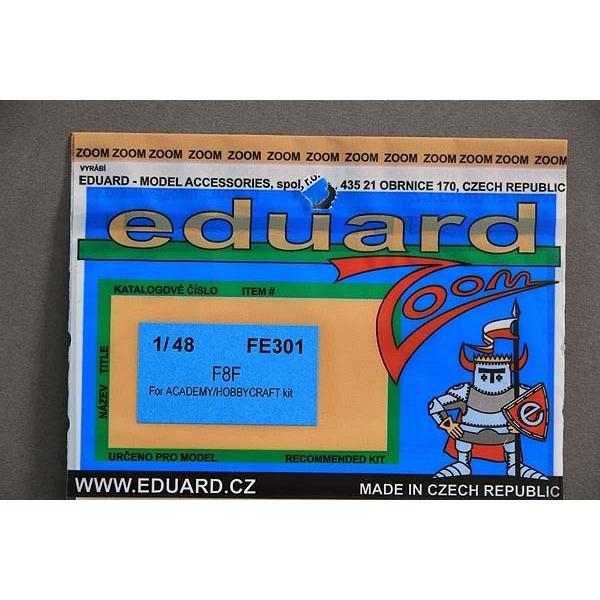 ZOOM ZOOM ZOOM ZOOM ZOOM ZOOM ZOOM ZOOM ZOOM ZOOM ZOOM ZOOM ZOOM
VYRÁBÍ
EDUARD - MODEL ACCESSORIES, spol. 435 21 OBRNICE 170, CZECH REPUBLIC
eduard
Zoom
KATALOGOVÉ ČÍSLO ITEM #
1/48 FE301
F8F
For ACADEMY/HOBBYCRAFT kit
NÁZEV TITLE
e
URČENO PRO MODEL RECOMMENDED KIT
WWW.EDUARD.CZ MADE IN CZECH REPUBLIC